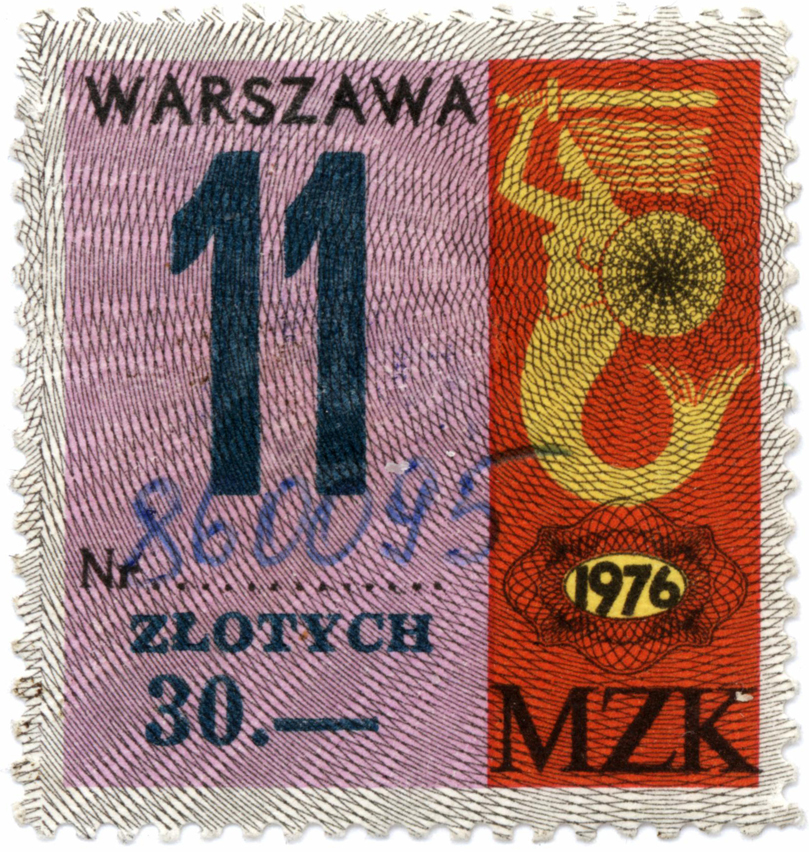 WARSZAWA
11
Nr 860095
ZŁOTYCH
30.—
1976
MZK